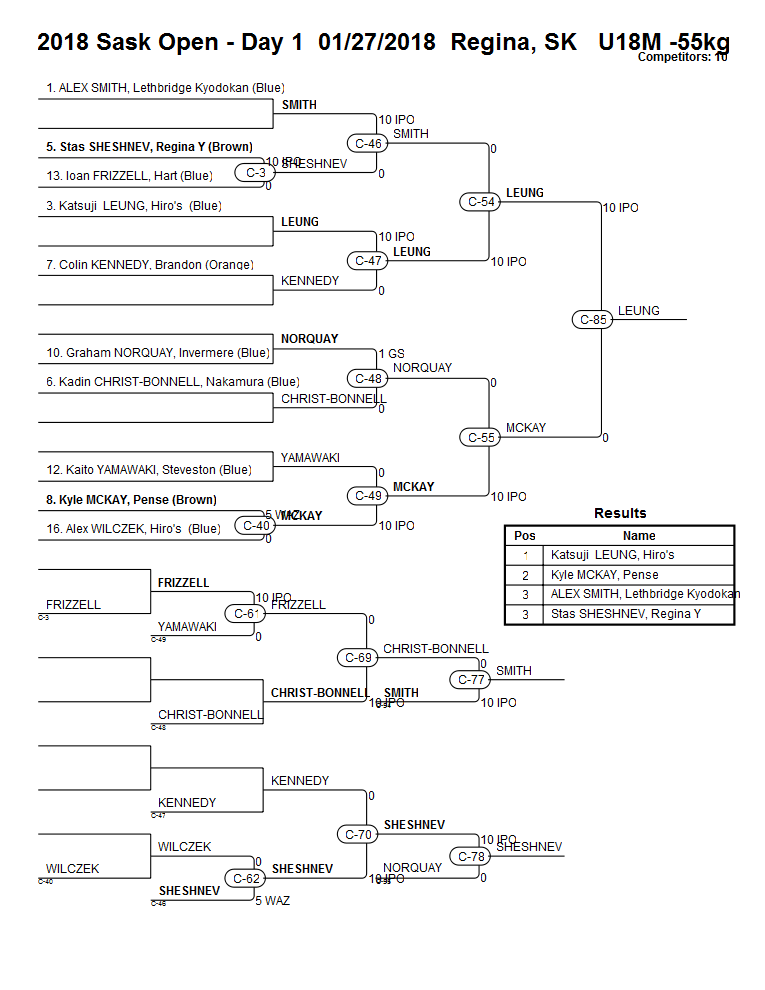 2018 Sask Open - Day 1  01/27/2018  Regina, SK   U18M -55kg
Competitors: 10
1. ALEX SMITH, Lethbridge Kyodokan (Blue)
SMITH
10 IPO
C-46
SMITH
5. Stas SHESHNEV, Regina Y (Brown)
10 IPO
C-3
SHESHNEV
13. Ioan FRIZZELL, Hart (Blue)
0
0
0
C-54
LEUNG
10 IPO
3. Katsuji  LEUNG, Hiro's  (Blue)
LEUNG
10 IPO
C-47
LEUNG
10 IPO
7. Colin KENNEDY, Brandon (Orange)
KENNEDY
0
C-85
LEUNG
NORQUAY
10. Graham NORQUAY, Invermere (Blue)
1 GS
C-48
NORQUAY
6. Kadin CHRIST-BONNELL, Nakamura (Blue)
CHRIST-BONNELL
0
0
C-55
MCKAY
0
YAMAWAKI
12. Kaito YAMAWAKI, Steveston (Blue)
0
C-49
MCKAY
10 IPO
8. Kyle MCKAY, Pense (Brown)
5 WAZ
C-40
MCKAY
10 IPO
16. Alex WILCZEK, Hiro's  (Blue)
0
Results
Pos Name
1 Katsuji  LEUNG, Hiro's
2 Kyle MCKAY, Pense
3 ALEX SMITH, Lethbridge Kyodokan
3 Stas SHESHNEV, Regina Y
FRIZZELL
10 IPO
FRIZZELL
C-3
C-61
FRIZZELL
YAMAWAKI
C-49
0
0
C-69
CHRIST-BONNELL
0
C-77
SMITH
CHRIST-BONNELL
10 IPO
SMITH
10 IPO
CHRIST-BONNELL
C-48
KENNEDY
0
KENNEDY
C-47
C-70
SHESHNEV
10 IPO
C-78
SHESHNEV
WILCZEK
0
WILCZEK
C-40
C-62
SHESHNEV
10 IPO
NORQUAY
0
SHESHNEV
C-46
5 WAZ